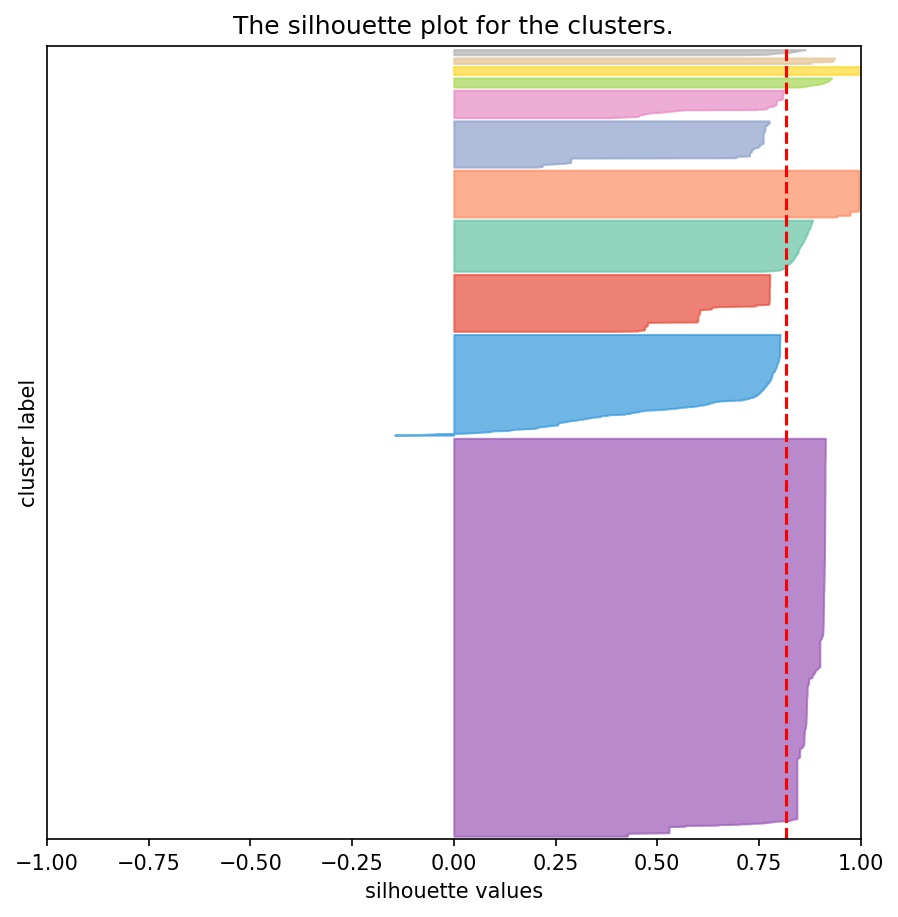 The silhouette plot for the clusters.
cluster label
−1.00 −0.75 −0.50 −0.25 0.00 0.25 0.50 0.75 1.00
silhouette values